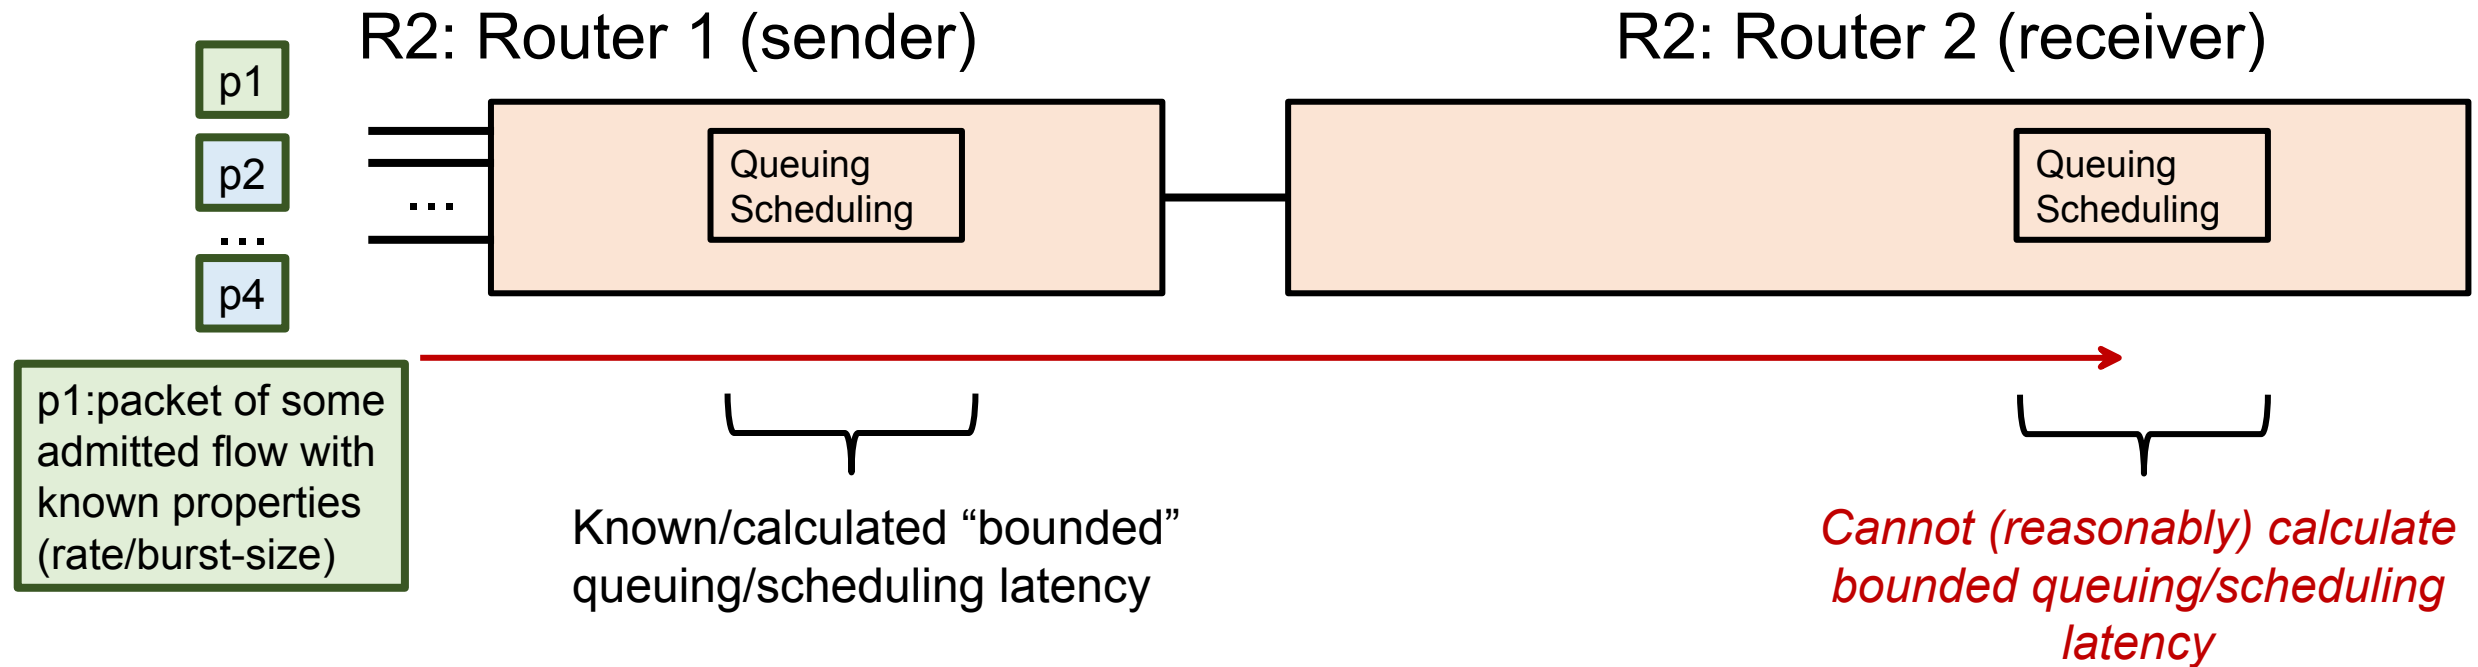 R2: Router 1 (sender)
R2: Router 2 (receiver)
p1
p2
...
p4
...
Queuing
Scheduling
Queuing
Scheduling
p1:packet of some
admitted flow with
known properties
(rate/burst-size)
Known/calculated “bounded”
queuing/scheduling latency
Cannot (reasonably) calculate
bounded queuing/scheduling
latency